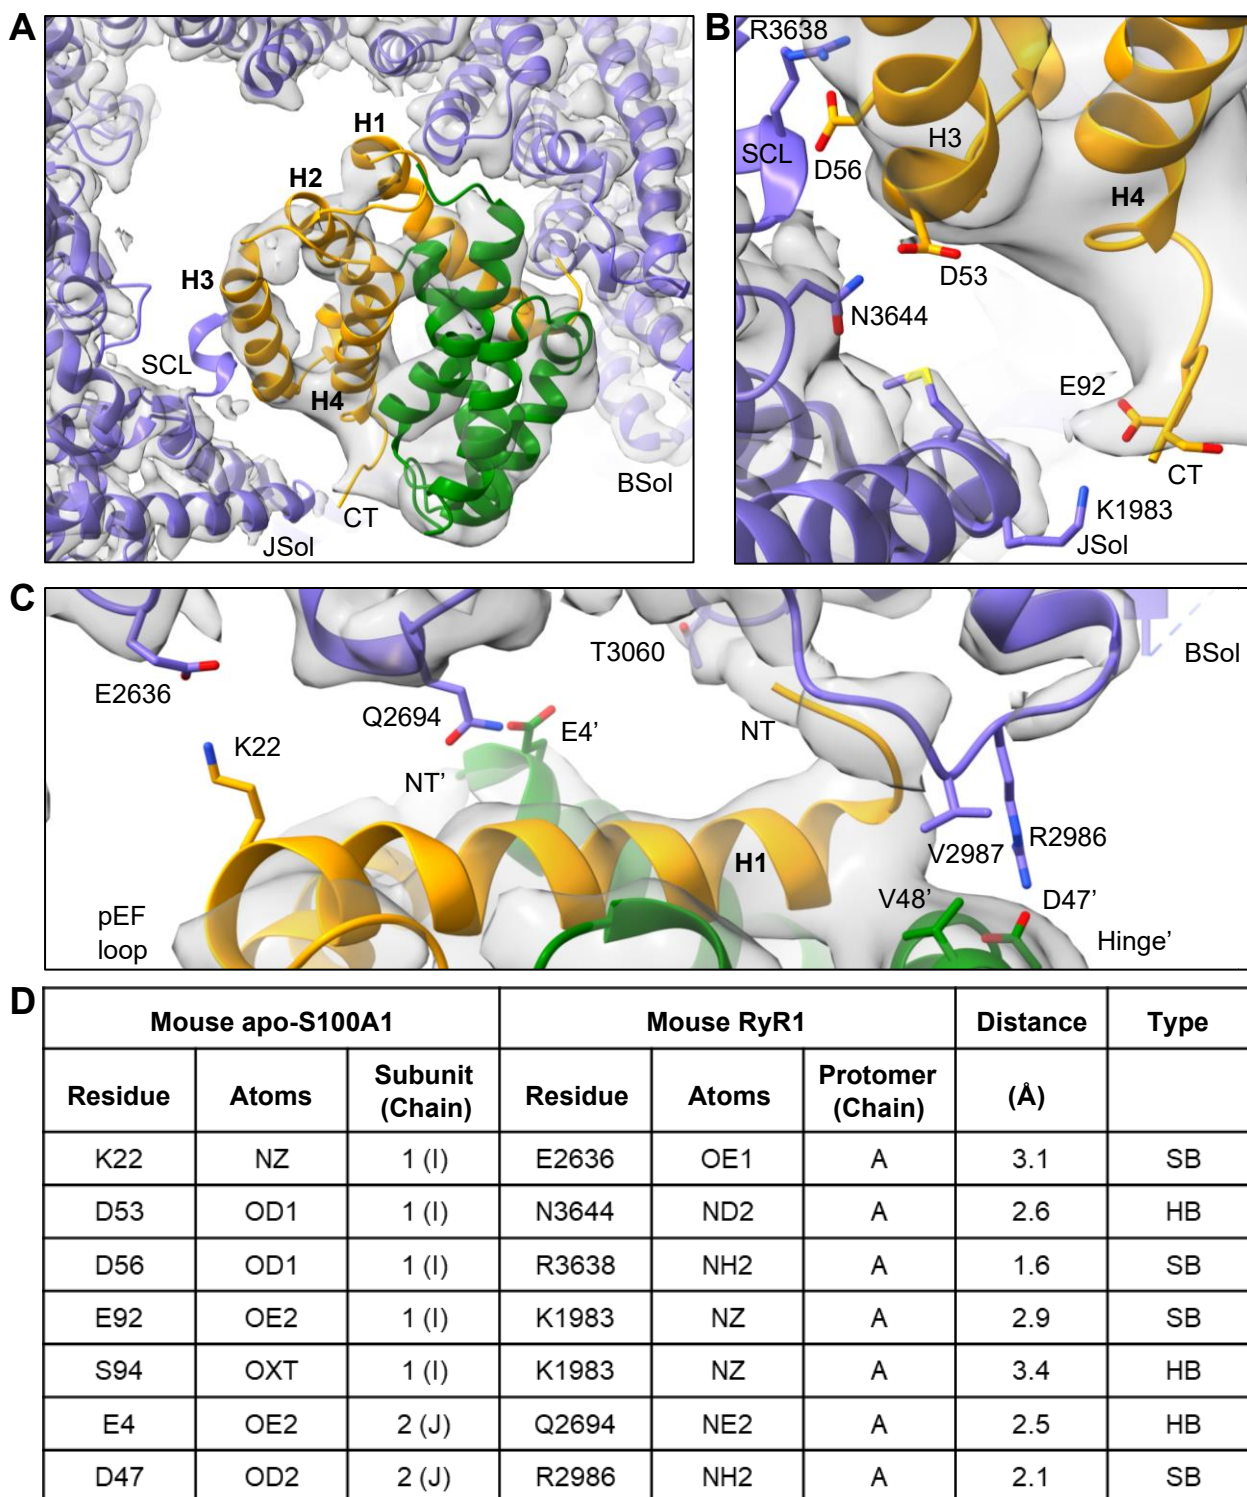 A
H1
H2
H3
SCL
H4
CT
JSol
BSol
B
R3638
H3
SCL
D56
H4
D53
N3644
E92
CT
K1983
JSol
C
E2636
T3060
BSol
Q2694
E4’
NT
K22
NT’
H1
V2987
R2986
V48’
D47’
pEF
loop
Hinge’
D
Mouse apo-S100A1 Mouse RyR1 Distance Type
Residue Atoms Subunit (Chain) Residue Atoms Protomer (Chain) (Å)
K22 NZ 1 (I) E2636 OE1 A 3.1 SB
D53 OD1 1 (I) N3644 ND2 A 2.6 HB
D56 OD1 1 (I) R3638 NH2 A 1.6 SB
E92 OE2 1 (I) K1983 NZ A 2.9 SB
S94 OXT 1 (I) K1983 NZ A 3.4 HB
E4 OE2 2 (J) Q2694 NE2 A 2.5 HB
D47 OD2 2 (J) R2986 NH2 A 2.1 SB